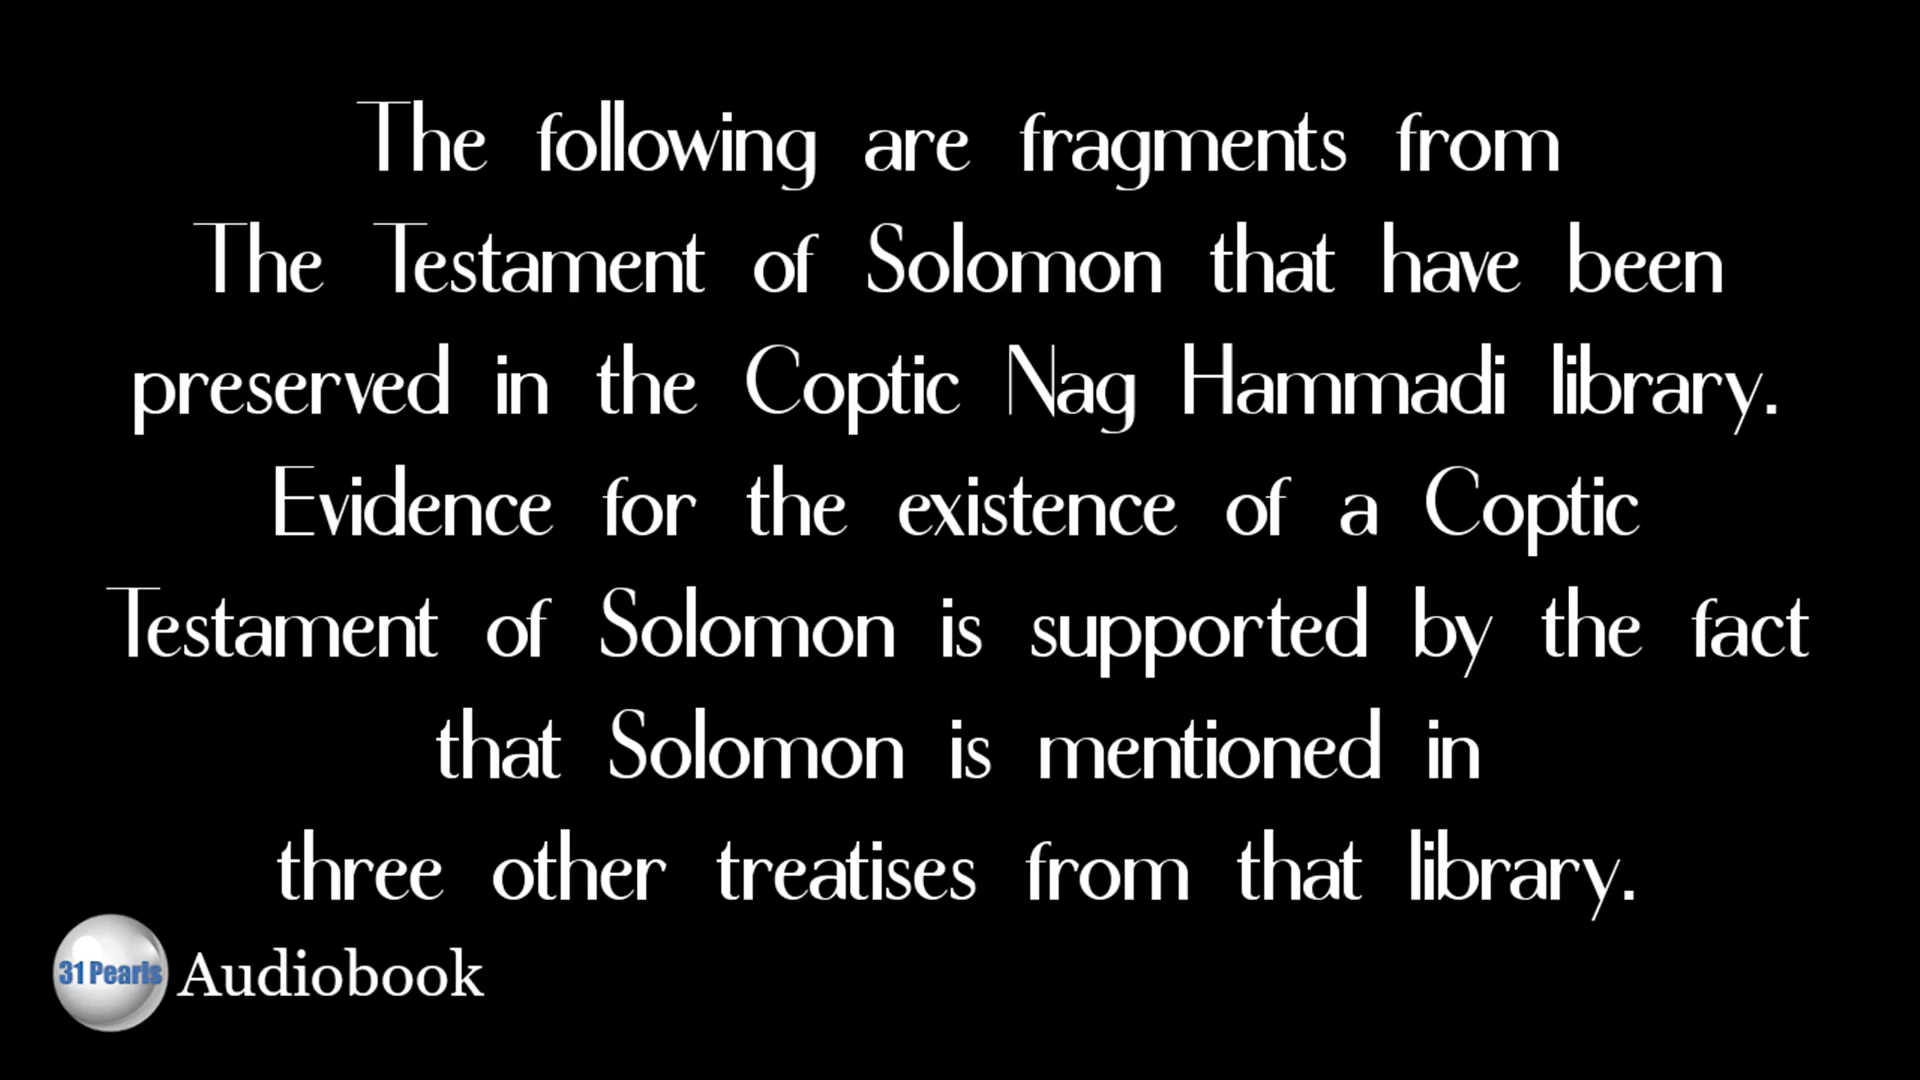 The following are fragments from
The Testament of Solomon that have been
preserved in the Coptic Nag Hammadi library.
Evidence for the existence of a Coptic
Testament of Solomon is supported by the fact
that Solomon is mentioned in
three other treatises from that library.
31 Pearls Audiobook